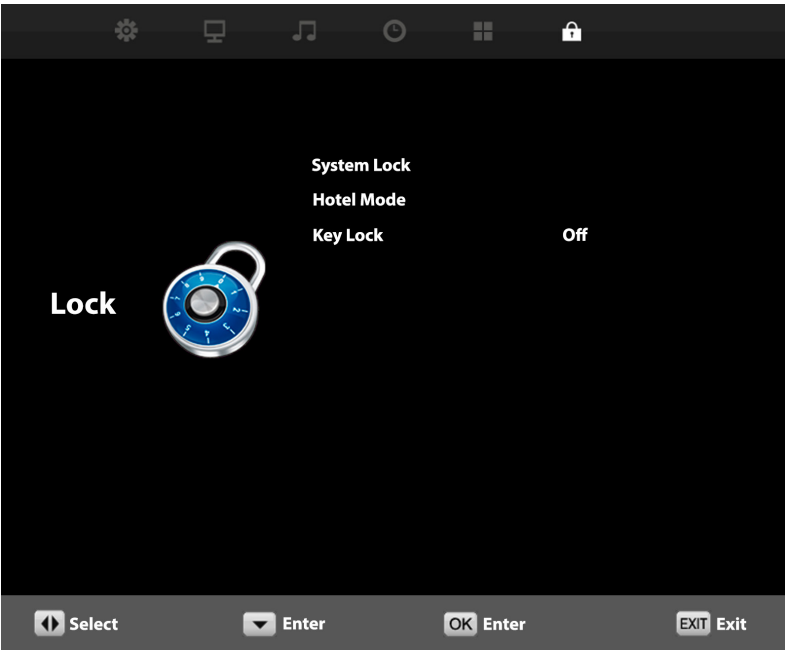 System Lock
Hotel Mode
Key Lock Off
Lock
Select Enter OK Enter EXIT Exit